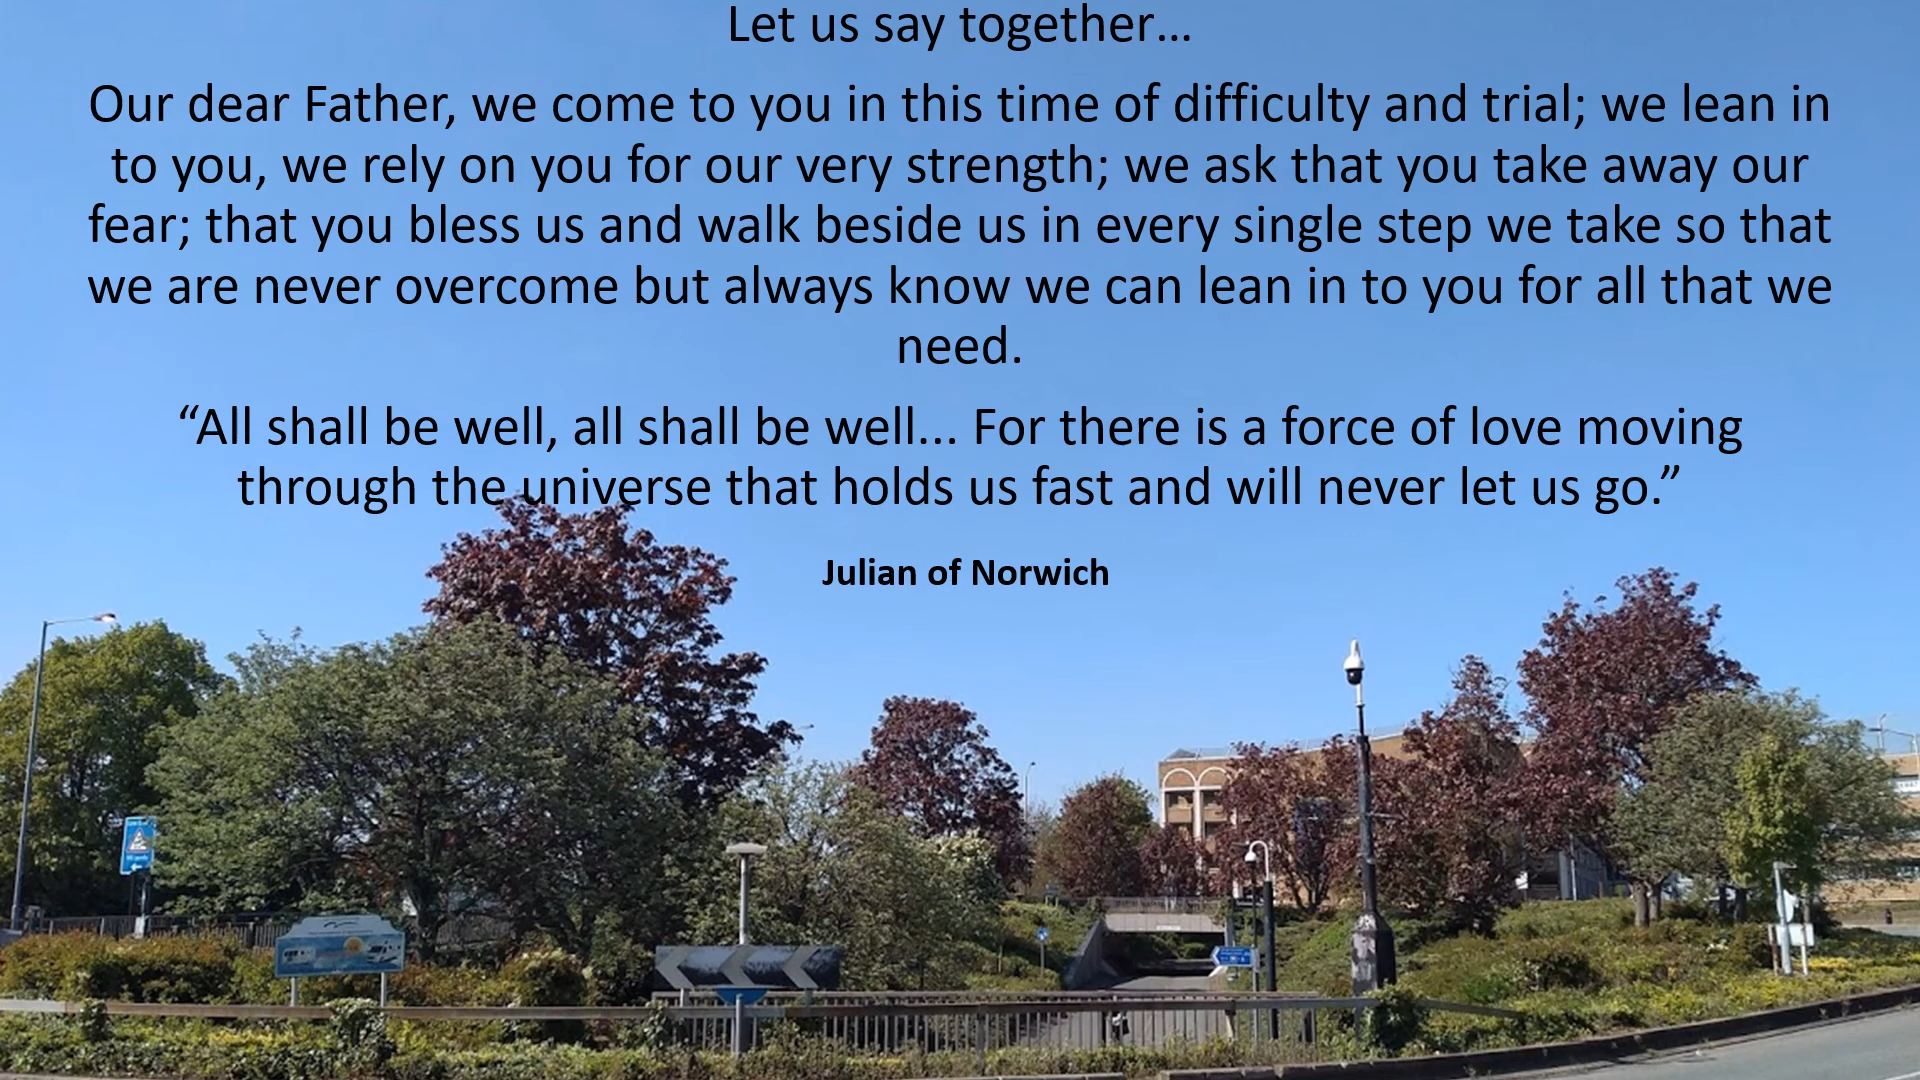 Let us say together...
Our dear Father, we come to you in this time of difficulty and trial; we lean in
to you, we rely on you for our very strength; we ask that you take away our
fear; that you bless us and walk beside us in every single step we take so that
we are never overcome but always know we can lean in to you for all that we
need.
“All shall be well, all shall be well... For there is a force of love moving
through the universe that holds us fast and will never let us go.”
Julian of Norwich